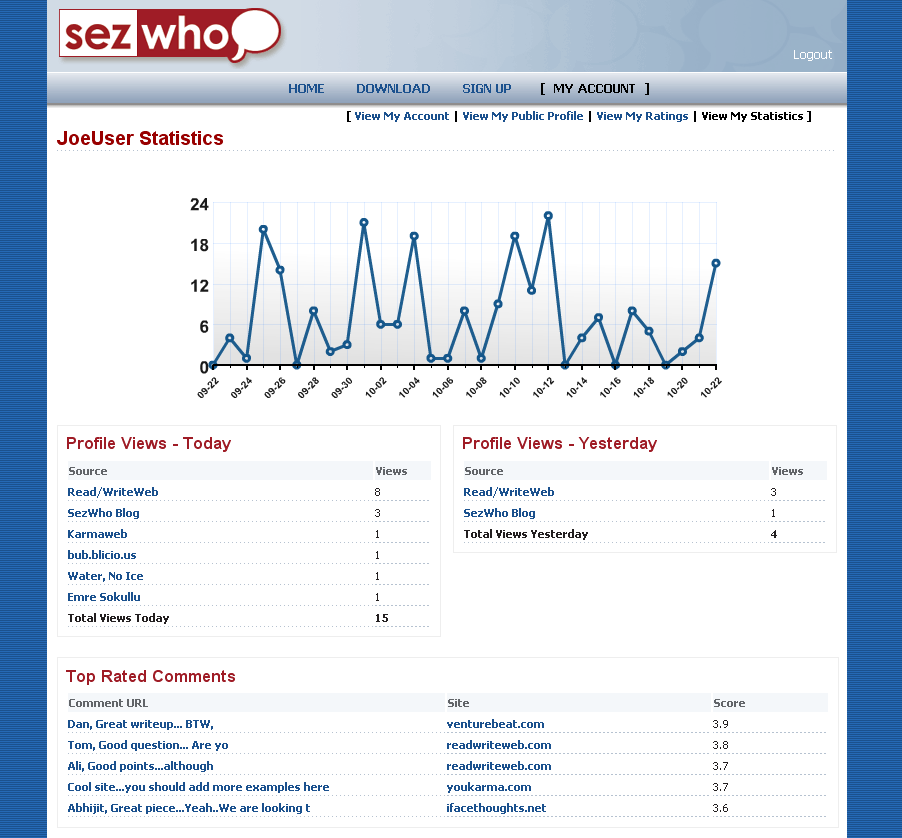 sezwho
Logout
HOME DOWNLOAD SIGN UP [ MY ACCOUNT ]
[ View My Account | View My Public Profile | View My Ratings | View My Statistics ]
JoeUser Statistics
24
18
12
6
0
09-22 09-24 09-26 09-28 09-30 10-02 10-04 10-06 10-08 10-10 10-12 10-14 10-16 10-18 10-20 10-22
Profile Views - Today
Source Views
Read/WriteWeb 8
SezWho Blog 3
Karmaweb 1
bub.blicio.us 1
Water, No Ice 1
Emre Sokullu 1
Total Views Today 15
Profile Views - Yesterday
Source Views
Read/WriteWeb 3
SezWho Blog 1
Total Views Yesterday 4
Top Rated Comments
Comment URL Site Score
Dan, Great writeup... BTW, venturebeat.com 3.9
Tom, Good question... Are yo readwriteweb.com 3.8
Ali, Good points...although readwriteweb.com 3.7
Cool site...you should add more examples here youkarma.com 3.7
Abhijit, Great piece...Yeah..We are looking t ifacethoughts.net 3.6